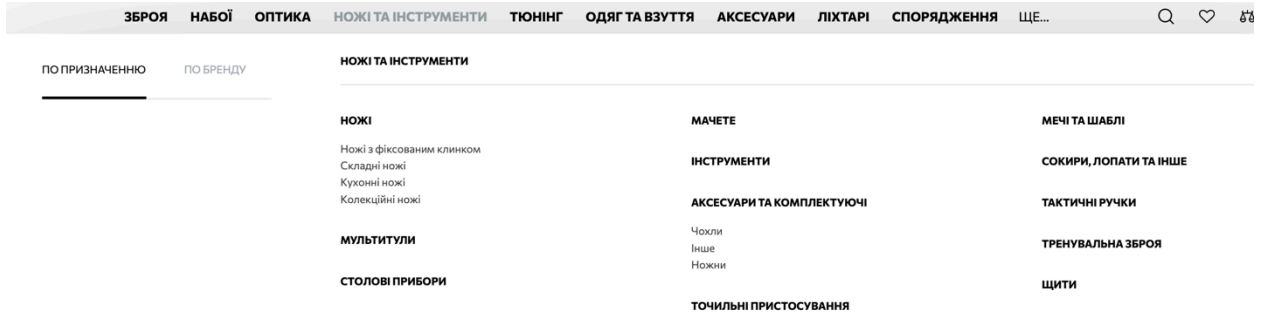 ЗБРОЯ НАБОЇ ОПТИКА НОЖІ ТА ІНСТРУМЕНТИ ТЮНІНГ ОДЯГ ТА ВЗУТТЯ АКСЕСУАРИ ЛІХТАРІ СПОРЯДЖЕННЯ ЩЕ...
ПО ПРИЗНАЧЕННЮ ПО БРЕНДУ
НОЖІ ТА ІНСТРУМЕНТИ
НОЖІ
Ножі з фіксованим клинком
Складні ножі
Кухонні ножі
Колекційні ножі
МУЛЬТИТУЛИ
СТОЛОВІ ПРИБОРИ
МАЧЕТЕ
ІНСТРУМЕНТИ
АКСЕСУАРИ ТА КОМПЛЕКТУЮЧІ
Чохли
Інше
Ножни
ТОЧИЛЬНІ ПРИСТОСУВАННЯ
МЕЧІ ТА ШАБЛІ
СОКИРИ, ЛОПАТИ ТА ІНШЕ
ТАКТИЧНІ РУЧКИ
ТРЕНУВАЛЬНА ЗБРОЯ
ЩИТИ